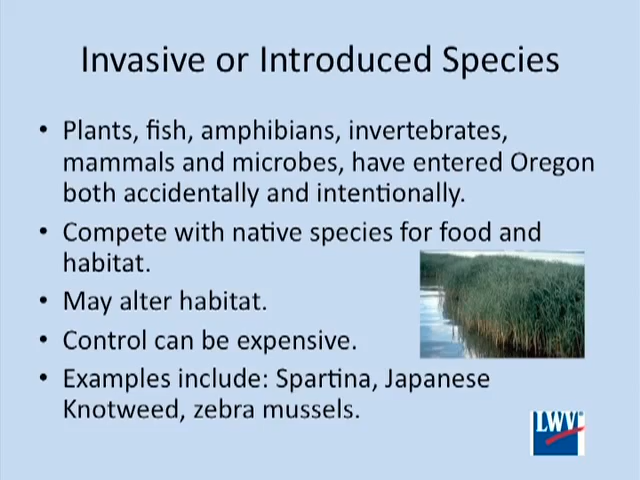 Invasive or Introduced Species
• Plants, fish, amphibians, invertebrates,
mammals and microbes, have entered Oregon
both accidentally and intentionally.
• Compete with native species for food and
habitat.
• May alter habitat.
• Control can be expensive.
• Examples include: Spartina, Japanese
Knotweed, zebra mussels.
LWV